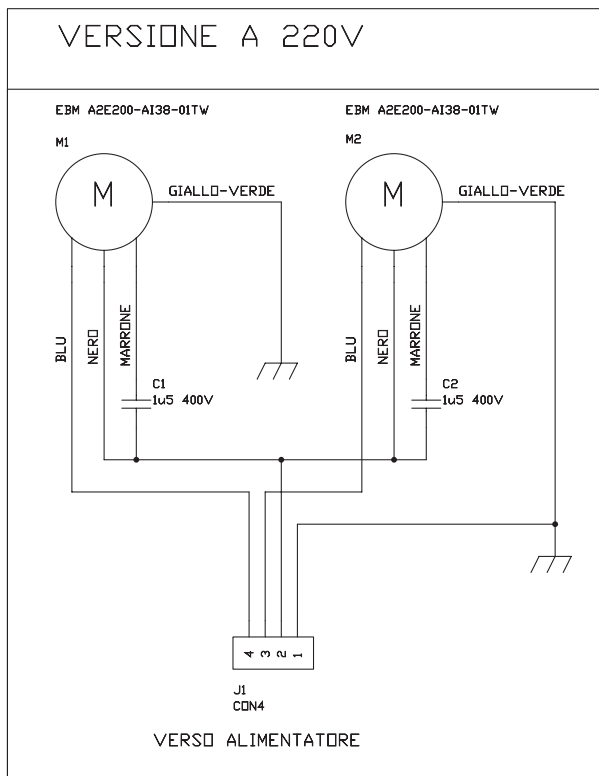 VERSIONE A 220V
EBM A2E200-AI38-01TW
EBM A2E200-AI38-01TW
M1
M2
M
M
GIALLO-VERDE
GIALLO-VERDE
BLU
NERO
MARRONE
BLU
NERO
MARRONE
C1
1u5 400V
C2
1u5 400V
4 3 2 1
J1
CON4
VERSO ALIMENTATORE